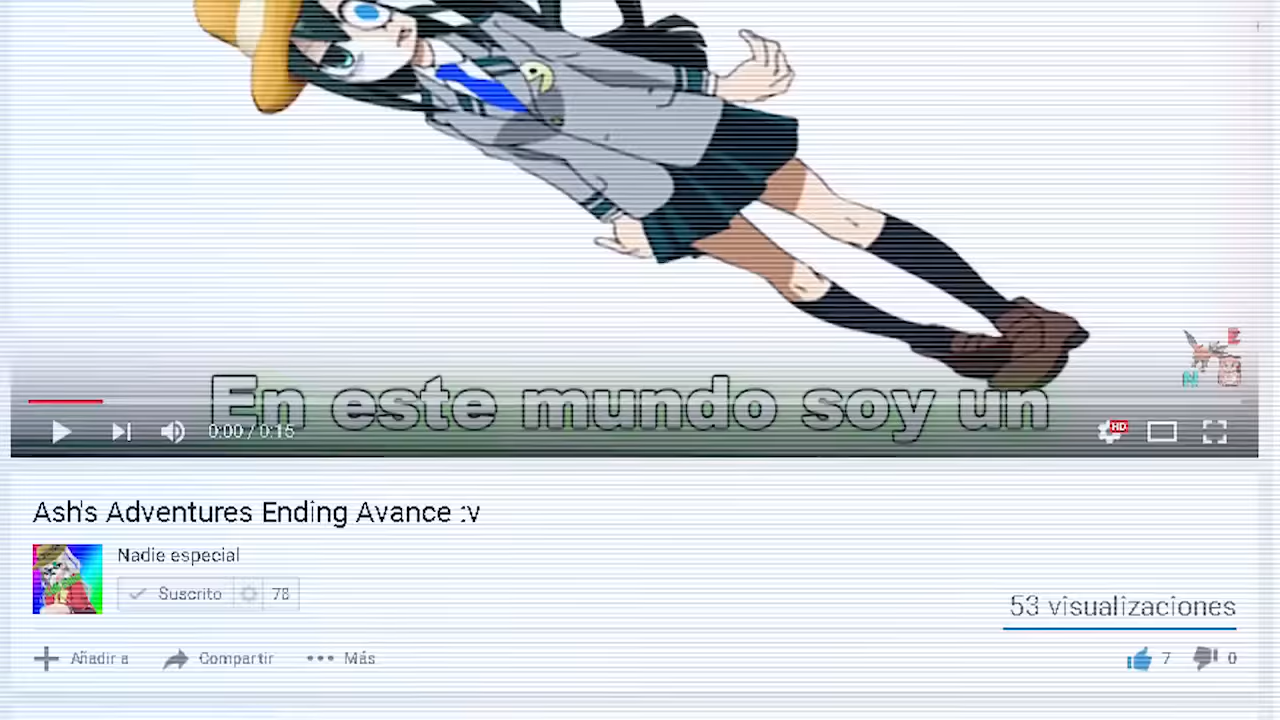 En este mundo soy un
0:00 / 0:15
HD
Ash's Adventures Ending Avance :v
Nadie especial
Suscrito 78
53 visualizaciones
Añadir a Compartir Más
7 0